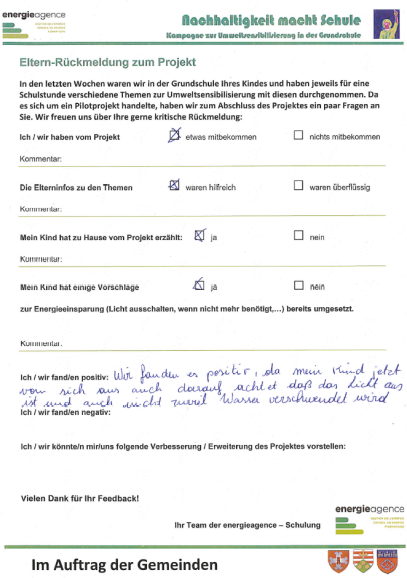 energieagence
Nachhaltigkeit macht Schule
Kampagne zur Umweltsensibilisierung in der Grundschule
Eltern-Rückmeldung zum Projekt
In den letzten Wochen waren wir in der Grundschule Ihres Kindes und haben jeweils für eine
Schulstunde verschiedene Themen zur Umweltsensibilisierung mit diesen durchgenommen. Da
es sich um ein Pilotprojekt handelte, haben wir zum Abschluss des Projektes ein paar Fragen an
Sie. Wir freuen uns über Ihre gerne kritische Rückmeldung:
Ich / wir haben vom Projekt etwas mitbekommen nichts mitbekommen
Kommentar:
Die Elterninfos zu den Themen waren hilfreich waren überflüssig
Kommentar:
Mein Kind hat zu Hause vom Projekt erzählt: ja nein
Kommentar:
Mein Kind hat einige Vorschläge ja nein
zur Energieeinsparung (Licht ausschalten, wenn nicht mehr benötigt,...) bereits umgesetzt.
Kommentar:
Ich / wir fand/en positiv: Wir fanden es positiv, da mein Kind jetzt
von sich aus auch darauf achtet daß das Licht aus
ist und auch nicht zuviel Wasser verschwendet wird
Ich / wir fand/en negativ:
Ich / wir könnte/n mir/uns folgende Verbesserung / Erweiterung des Projektes vorstellen:
Vielen Dank für Ihr Feedback!
energieagence
Ihr Team der energieagence – Schulung
Im Auftrag der Gemeinden